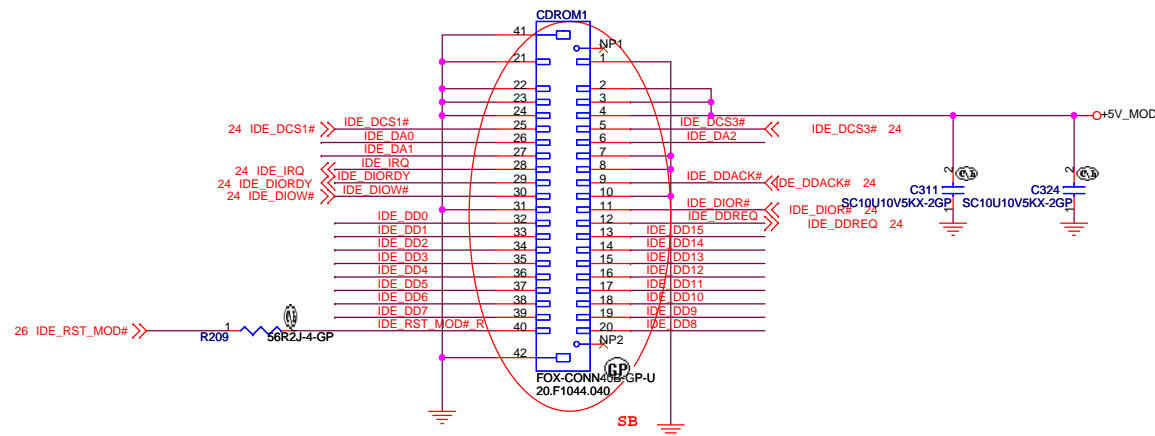 CDROM1
41
NP1
21 1
22 2
23 3
24 4
+5V_MOD
24 IDE_DCS1# IDE_DCS1# 25 5 IDE_DCS3# IDE_DCS3# 24
IDE_DA0 26 6 IDE_DA2
IDE_DA1 27 7
24 IDE_IRQ IDE_IRQ 28 8
24 IDE_DIORDY IDE_DIORDY 29 9 IDE_DDACK# IDE_DDACK# 24
24 IDE_DIOW# IDE_DIOW# 30 10
31 11 IDE_DIOR# IDE_DIOR# 24
IDE_DD0 32 12 IDE_DDREQ IDE_DDREQ 24
IDE_DD1 33 13 IDE_DD15
IDE_DD2 34 14 IDE_DD14
IDE_DD3 35 15 IDE_DD13
IDE_DD4 36 16 IDE_DD12
IDE_DD5 37 17 IDE_DD11
IDE_DD6 38 18 IDE_DD10
IDE_DD7 39 19 IDE_DD9
26 IDE_RST_MOD# 1 IDE_RST_MOD#_R 40 20 IDE_DD8
R209 56R2J-4-GP
NP2
42
GP
FOX-CONN40B-GP-U
20.F1044.040
SB
2 2
C311 C324
SC10U10V5KX-2GP SC10U10V5KX-2GP
1 1